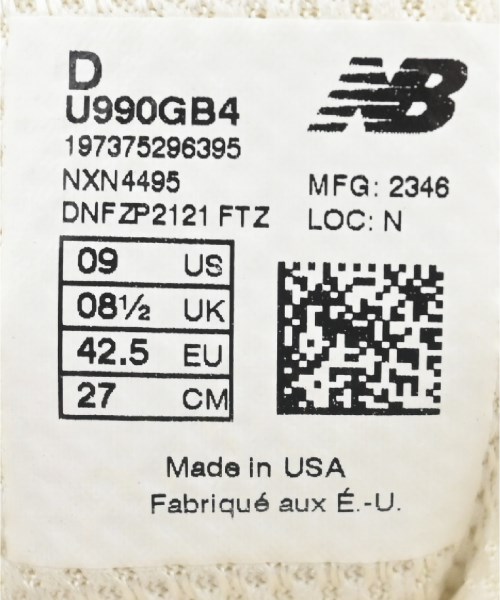 D
U990GB4
197375296395
NXN4495
DNFZP2121 FTZ
NB
MFG: 2346
LOC: N
09 US
08½ UK
42.5 EU
27 CM
Made in USA
Fabriqué aux É.-U.